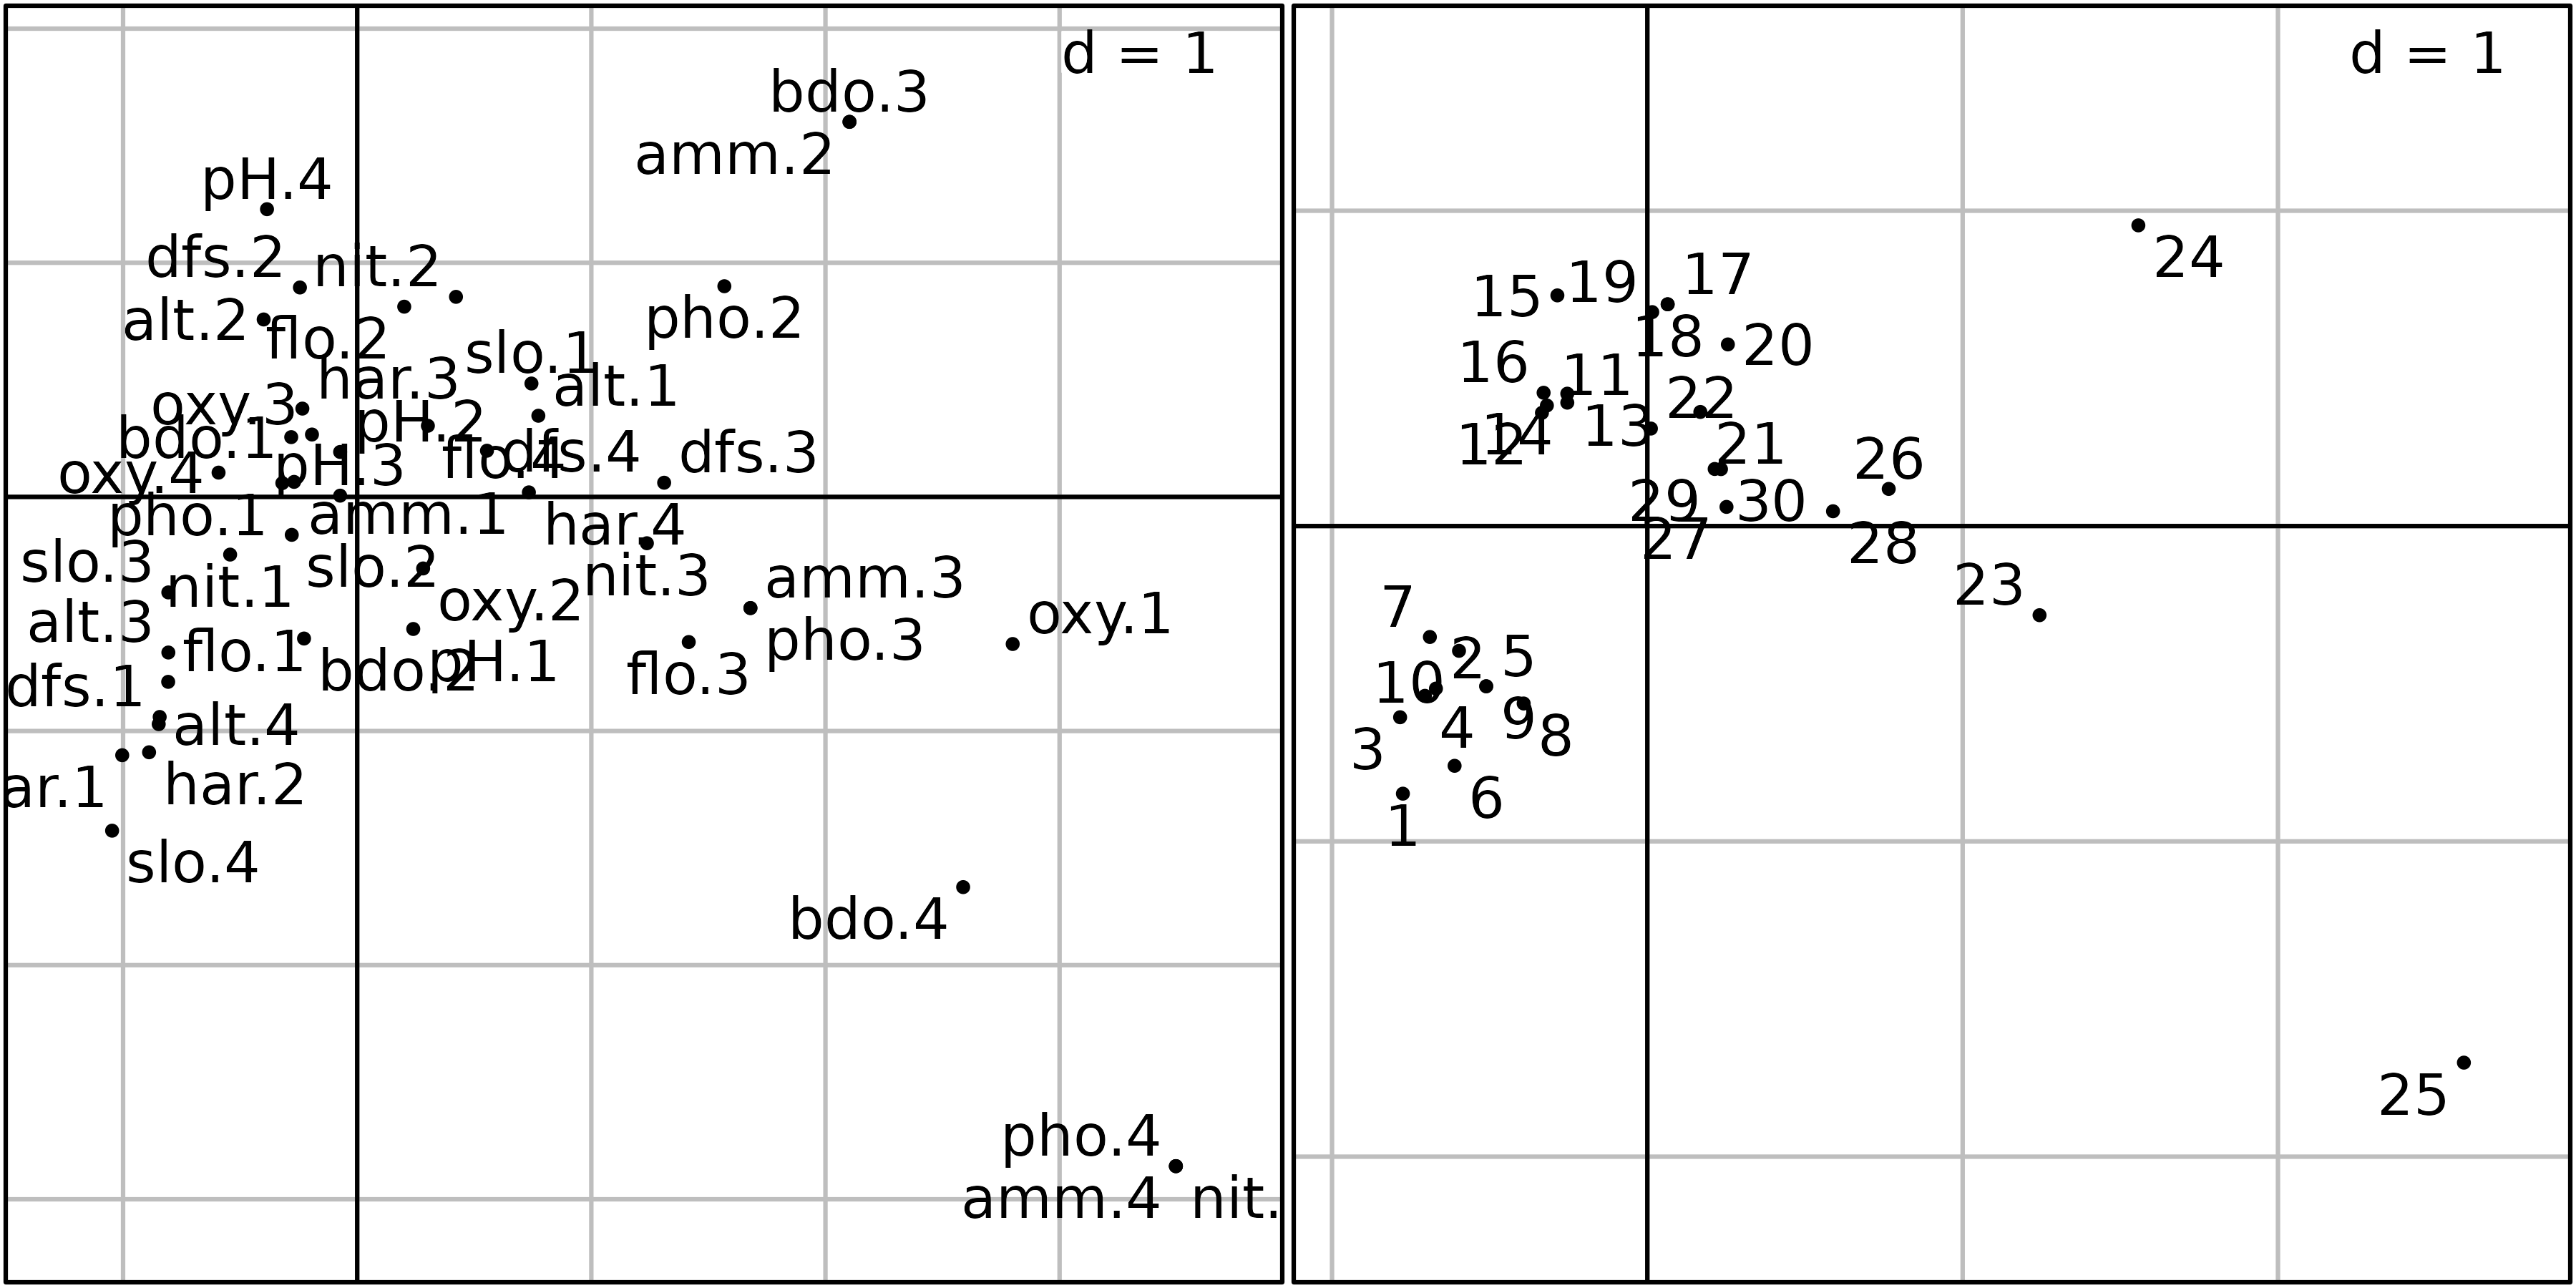 d = 1
bdo.3
amm.2
pH.4
dfs.2
nit.2
alt.2
flo.2
pho.2
slo.1
har.3
alt.1
oxy.3
pH.2
bdo.1
flo.4
dfs.4
dfs.3
oxy.4
pH.3
pho.1
amm.1
har.4
slo.3
nit.1
slo.2
nit.3
amm.3
oxy.2
oxy.1
alt.3
flo.1
pho.3
dfs.1
bdo.2
pH.1
flo.3
alt.4
ar.1
har.2
slo.4
bdo.4
pho.4
amm.4
nit.
d = 1
24
15
19
17
18
20
16
11
22
12
14
13
21
26
29
30
27
28
23
7
2
5
10
4
9
8
3
6
1
25